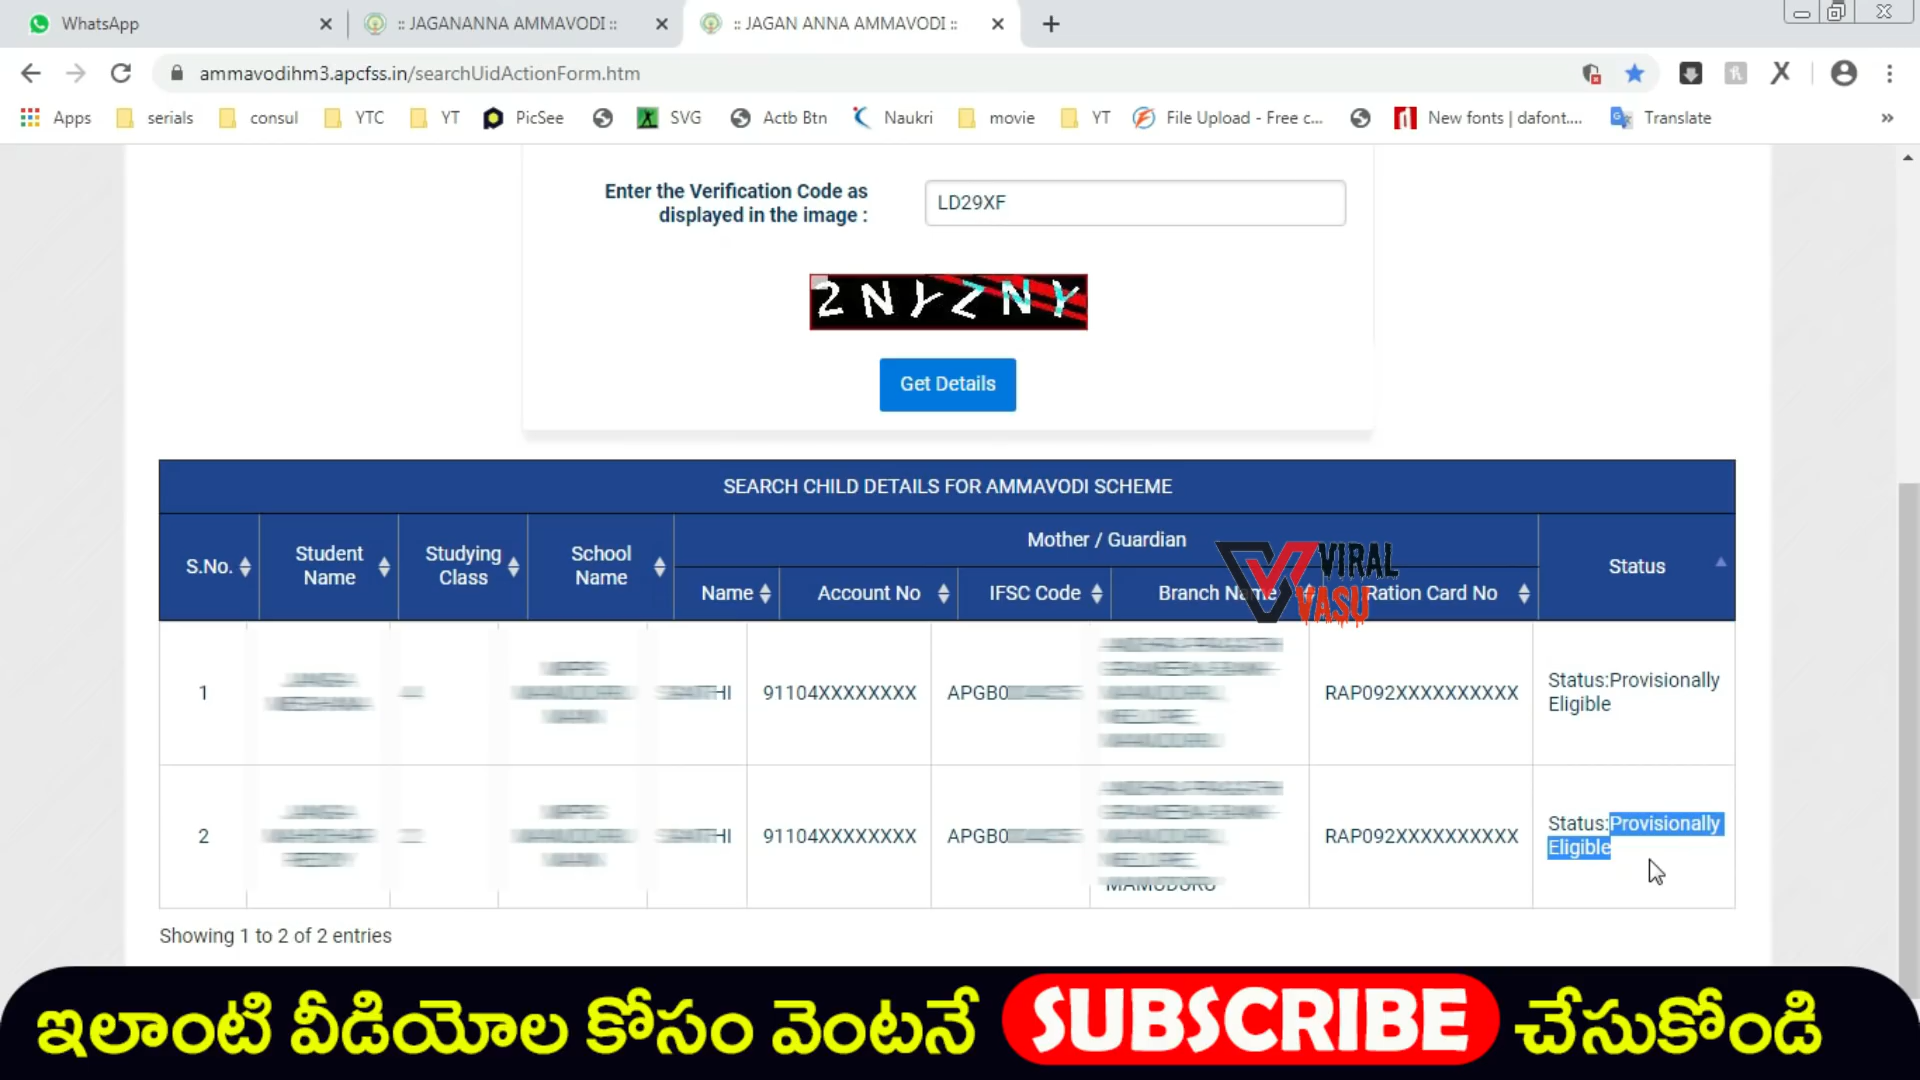 WhatsApp
:: JAGANANNA AMMAVODI ::
:: JAGAN ANNA AMMAVODI ::
ammavodihm3.apcfss.in/searchUidActionForm.htm
Apps serials consul YTC YT PicSee SVG Actb Btn Naukri movie YT File Upload - Free c... New fonts | dafont.... Translate »
Enter the Verification Code as
displayed in the image :
LD29XF
2NYZNY
Get Details
SEARCH CHILD DETAILS FOR AMMAVODI SCHEME
S.No.
Student
Name
Studying
Class
School
Name
Mother / Guardian
Name
Account No
IFSC Code
Branch Name
Ration Card No
Status
VIRAL
VASU
1
91104XXXXXXXX
APGB0
RAP092XXXXXXXXXX
Status:Provisionally
Eligible
2
91104XXXXXXXX
APGB0
RAP092XXXXXXXXXX
Status:Provisionally
Eligible
Showing 1 to 2 of 2 entries
ఇలాంటి వీడియోల కోసం వెంటనే SUBSCRIBE చేసుకోండి